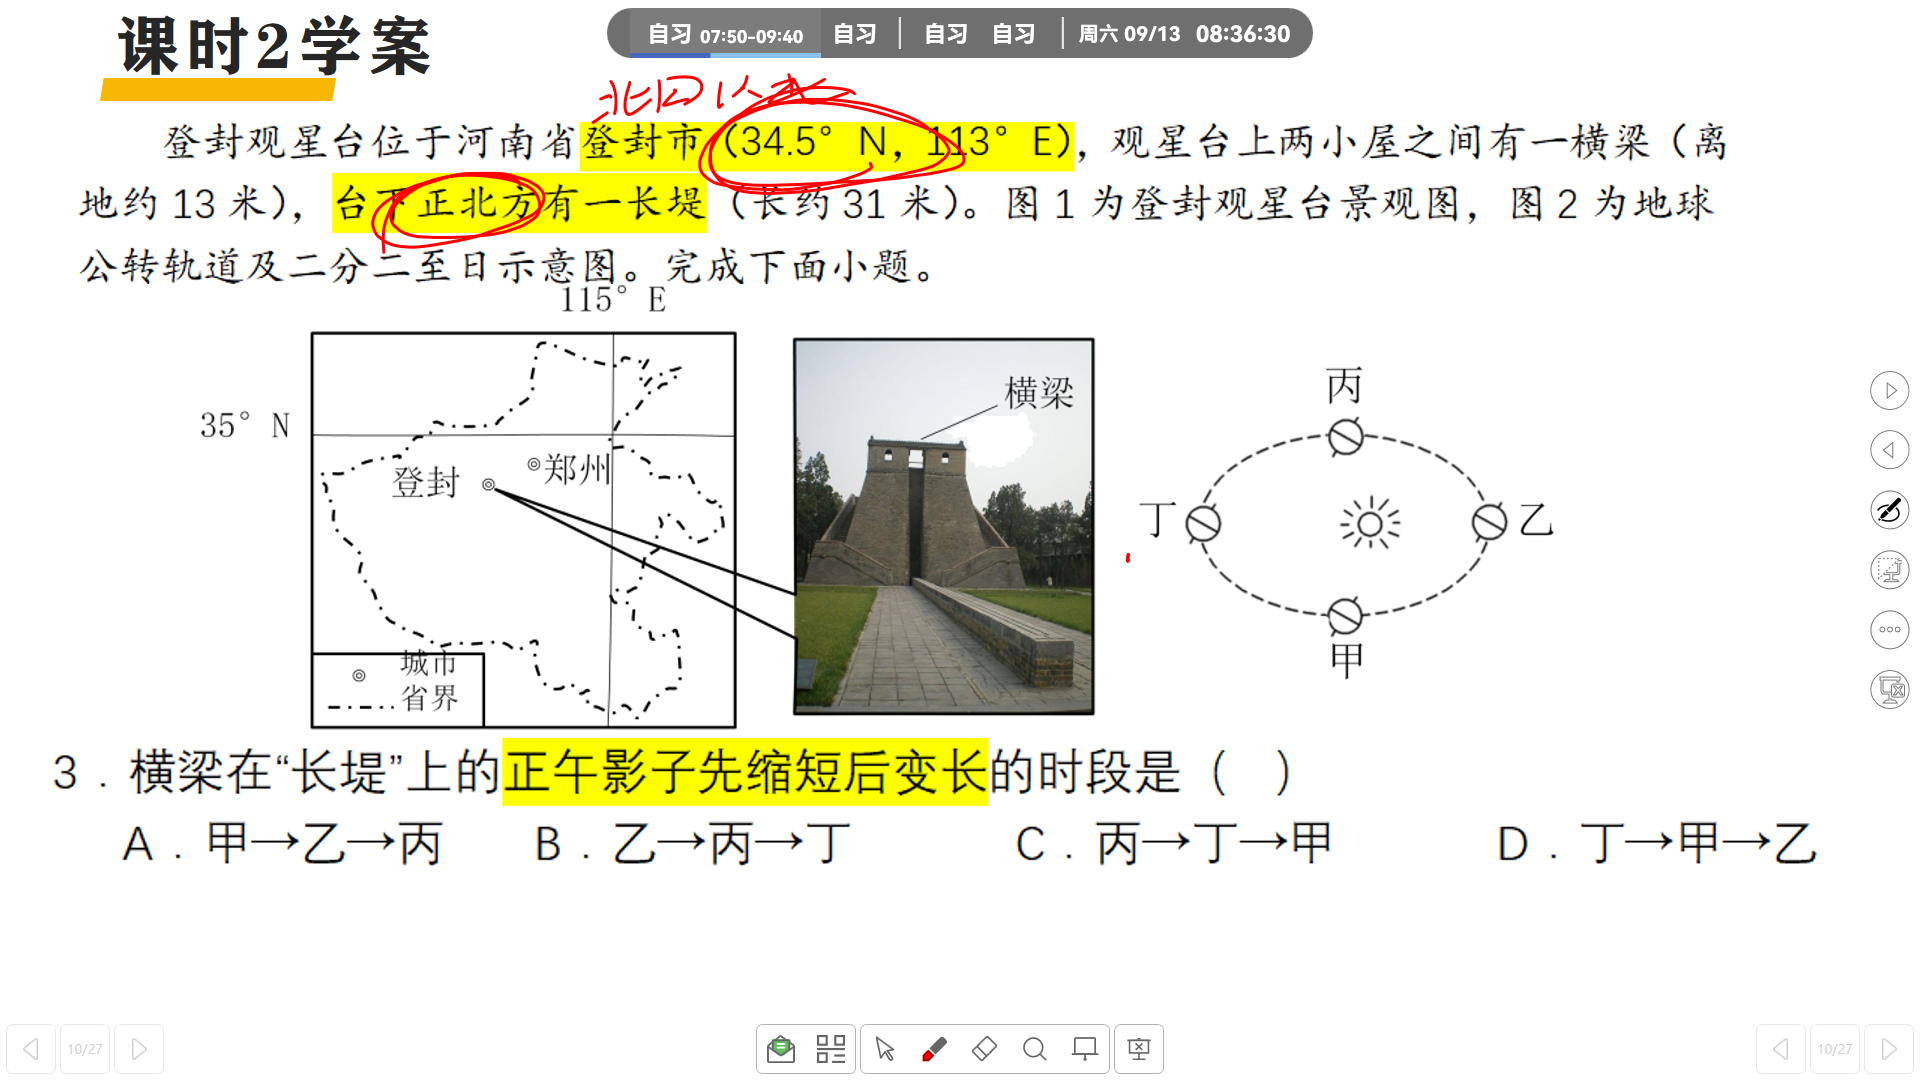 课时2学案
自习 07:50-09:40 自习 自习 自习 周六 09/13 08:36:30
北回以
登封观星台位于河南省登封市（34.5°N，113°E），观星台上两小屋之间有一横梁（离
地约13米），台下正北方有一长堤（长约31米）。图1为登封观星台景观图，图2为地球
公转轨道及二分二至日示意图。完成下面小题。
115°E
35°N
登封
郑州
城市
省界
横梁
丙
丁
乙
甲
3．横梁在“长堤”上的正午影子先缩短后变长的时段是（ ）
A．甲→乙→丙 B．乙→丙→丁 C．丙→丁→甲 D．丁→甲→乙
10/27
10/27